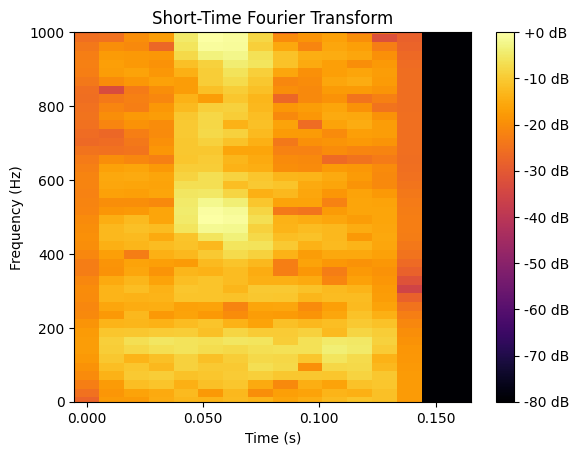 Short-Time Fourier Transform
1000
800
600
400
200
0
Frequency (Hz)
0.000
0.050
0.100
0.150
Time (s)
+0 dB
-10 dB
-20 dB
-30 dB
-40 dB
-50 dB
-60 dB
-70 dB
-80 dB